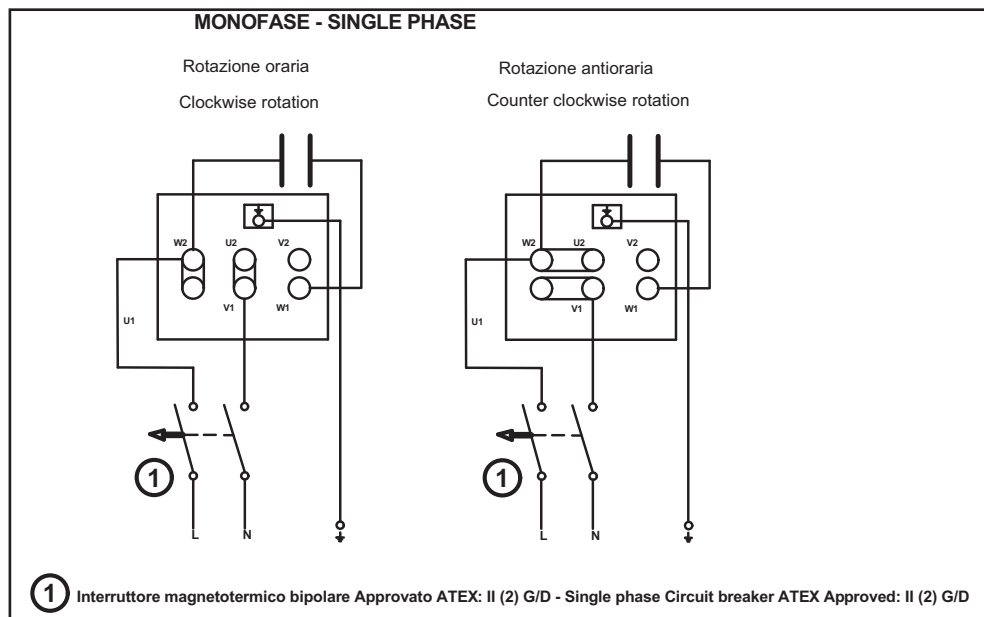 MONOFASE - SINGLE PHASE
Rotazione oraria
Clockwise rotation
Rotazione antioraria
Counter clockwise rotation
W2 U2 V2
U1 V1 W1
1
L N
W2 U2 V2
U1 V1 W1
1
L N
1 Interruttore magnetotermico bipolare Approvato ATEX: II (2) G/D - Single phase Circuit breaker ATEX Approved: II (2) G/D